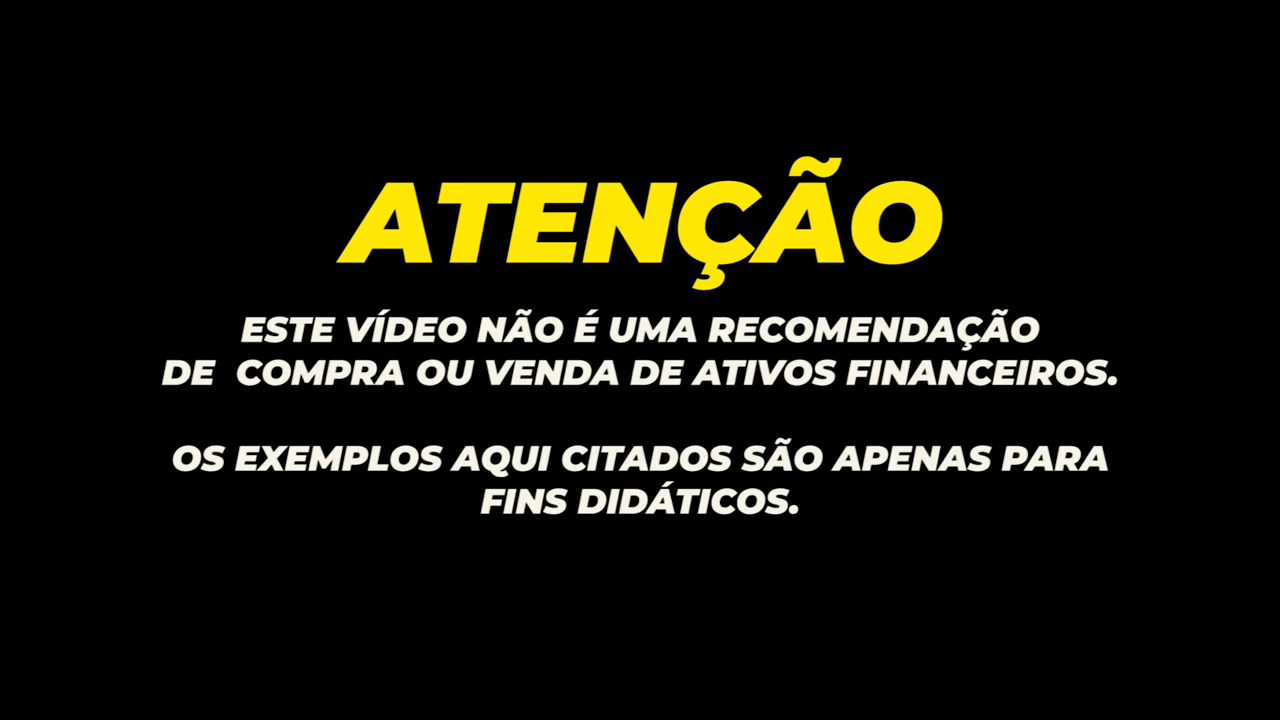 ATENÇÃO
ESTE VÍDEO NÃO É UMA RECOMENDAÇÃO
DE COMPRA OU VENDA DE ATIVOS FINANCEIROS.
OS EXEMPLOS AQUI CITADOS SÃO APENAS PARA
FINS DIDÁTICOS.